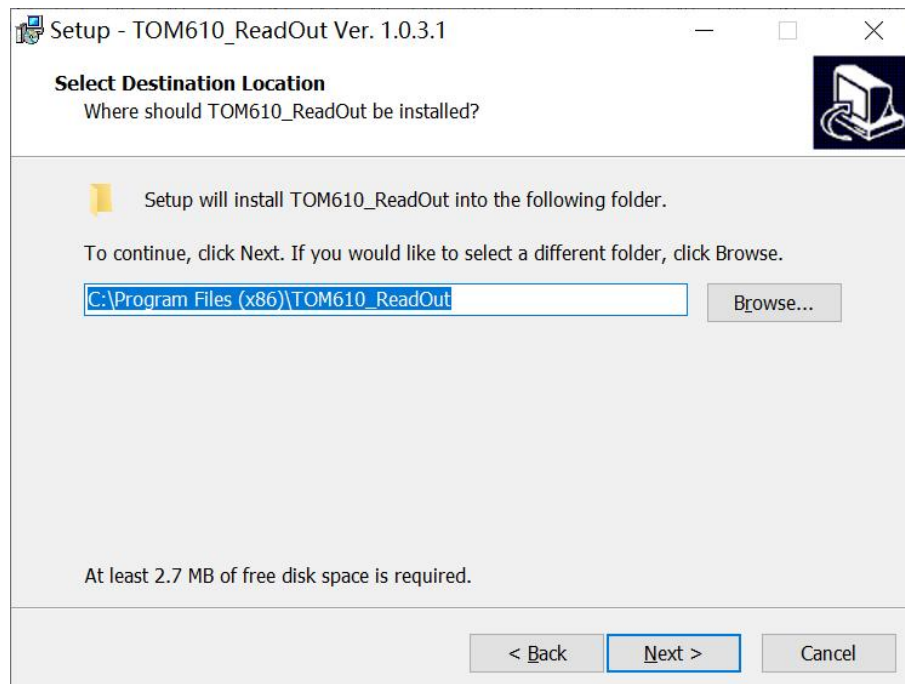 Setup - TOM610_ReadOut Ver. 1.0.3.1
Select Destination Location
Where should TOM610_ReadOut be installed?
Setup will install TOM610_ReadOut into the following folder.
To continue, click Next. If you would like to select a different folder, click Browse.
C:\Program Files (x86)\TOM610_ReadOut
Browse...
At least 2.7 MB of free disk space is required.
< Back
Next >
Cancel